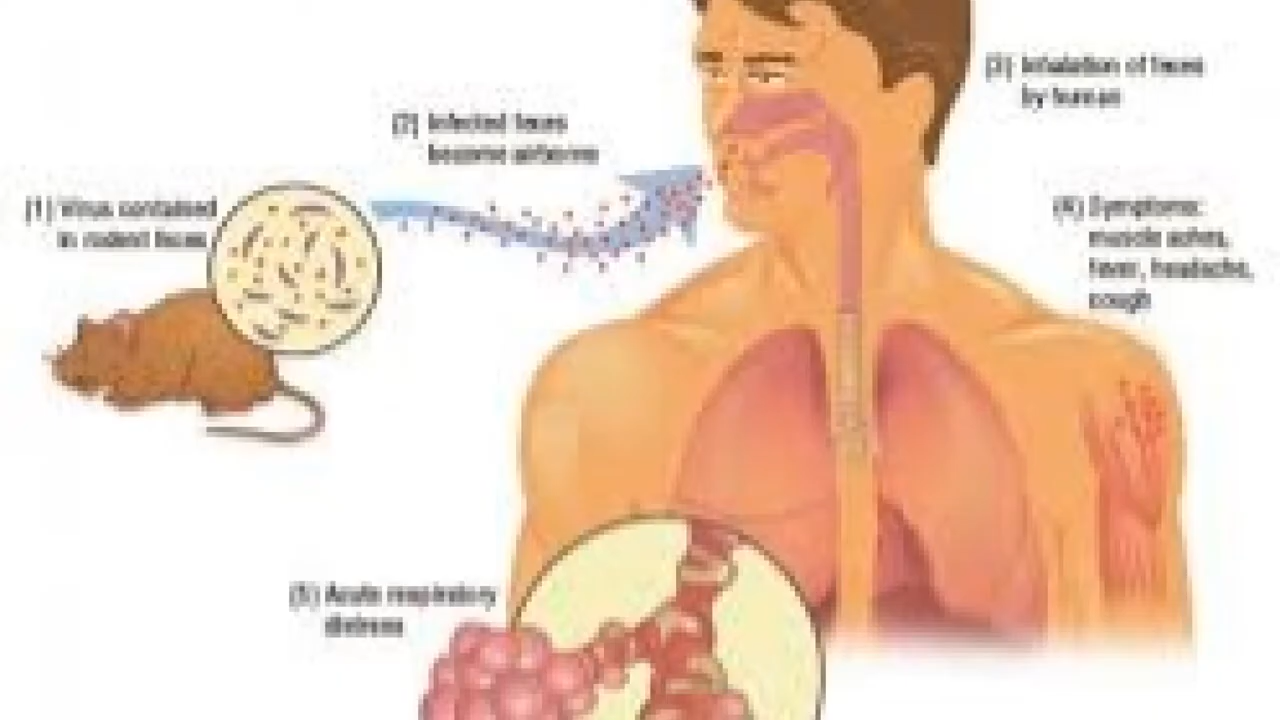 (1) Virus contained
in rodent feces
(2) Infected feces
become airborne
(3) Inhalation of feces
by human
(4) Symptoms:
muscle aches,
fever, headache,
cough
(5) Acute respiratory
distress